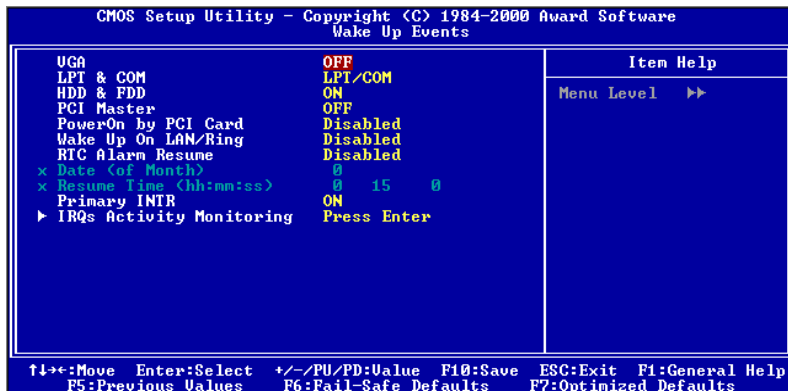 CMOS Setup Utility - Copyright (C) 1984-2000 Award Software
Wake Up Events
VGA OFF
LPT & COM LPT/COM
HDD & FDD ON
PCI Master OFF
PowerOn by PCI Card Disabled
Wake Up On LAN/Ring Disabled
RTC Alarm Resume Disabled
x Date (of Month) 0
x Resume Time (hh:mm:ss) 0 15 0
Primary INTR ON
▶ IRQs Activity Monitoring Press Enter
Item Help
Menu Level ▶▶
↑↓→←:Move Enter:Select +/-/PU/PD:Value F10:Save ESC:Exit F1:General Help
F5:Previous Values F6:Fail-Safe Defaults F7:Optimized Defaults